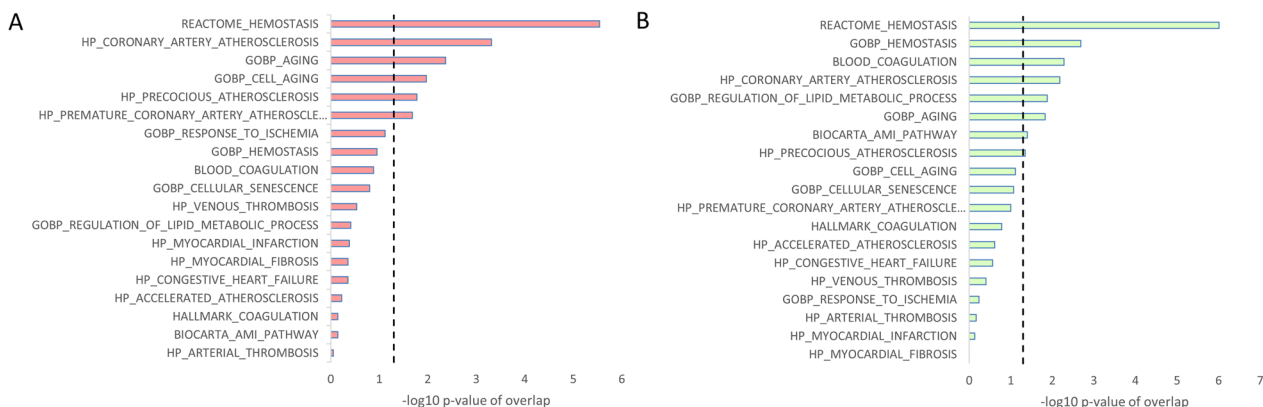 A
REACTOME_HEMOSTASIS
HP_CORONARY_ARTERY_ATHEROSCLEROSIS
GOBP_AGING
GOBP_CELL_AGING
HP_PRECOCIOUS_ATHEROSCLEROSIS
HP_PREMATURE_CORONARY_ARTERY_ATHEROSCLE...
GOBP_RESPONSE_TO_ISCHEMIA
GOBP_HEMOSTASIS
BLOOD_COAGULATION
GOBP_CELLULAR_SENESCENCE
HP_VENOUS_THROMBOSIS
GOBP_REGULATION_OF_LIPID_METABOLIC_PROCESS
HP_MYOCARDIAL_INFARCTION
HP_MYOCARDIAL_FIBROSIS
HP_CONGESTIVE_HEART_FAILURE
HP_ACCELERATED_ATHEROSCLEROSIS
HALLMARK_COAGULATION
BIOCARTA_AMI_PATHWAY
HP_ARTERIAL_THROMBOSIS
0 1 2 3 4 5 6
-log10 p-value of overlap
B
REACTOME_HEMOSTASIS
GOBP_HEMOSTASIS
BLOOD_COAGULATION
HP_CORONARY_ARTERY_ATHEROSCLEROSIS
GOBP_REGULATION_OF_LIPID_METABOLIC_PROCESS
GOBP_AGING
BIOCARTA_AMI_PATHWAY
HP_PRECOCIOUS_ATHEROSCLEROSIS
GOBP_CELL_AGING
GOBP_CELLULAR_SENESCENCE
HP_PREMATURE_CORONARY_ARTERY_ATHEROSCLE...
HALLMARK_COAGULATION
HP_ACCELERATED_ATHEROSCLEROSIS
HP_CONGESTIVE_HEART_FAILURE
HP_VENOUS_THROMBOSIS
GOBP_RESPONSE_TO_ISCHEMIA
HP_ARTERIAL_THROMBOSIS
HP_MYOCARDIAL_INFARCTION
HP_MYOCARDIAL_FIBROSIS
0 1 2 3 4 5 6 7
-log10 p-value of overlap